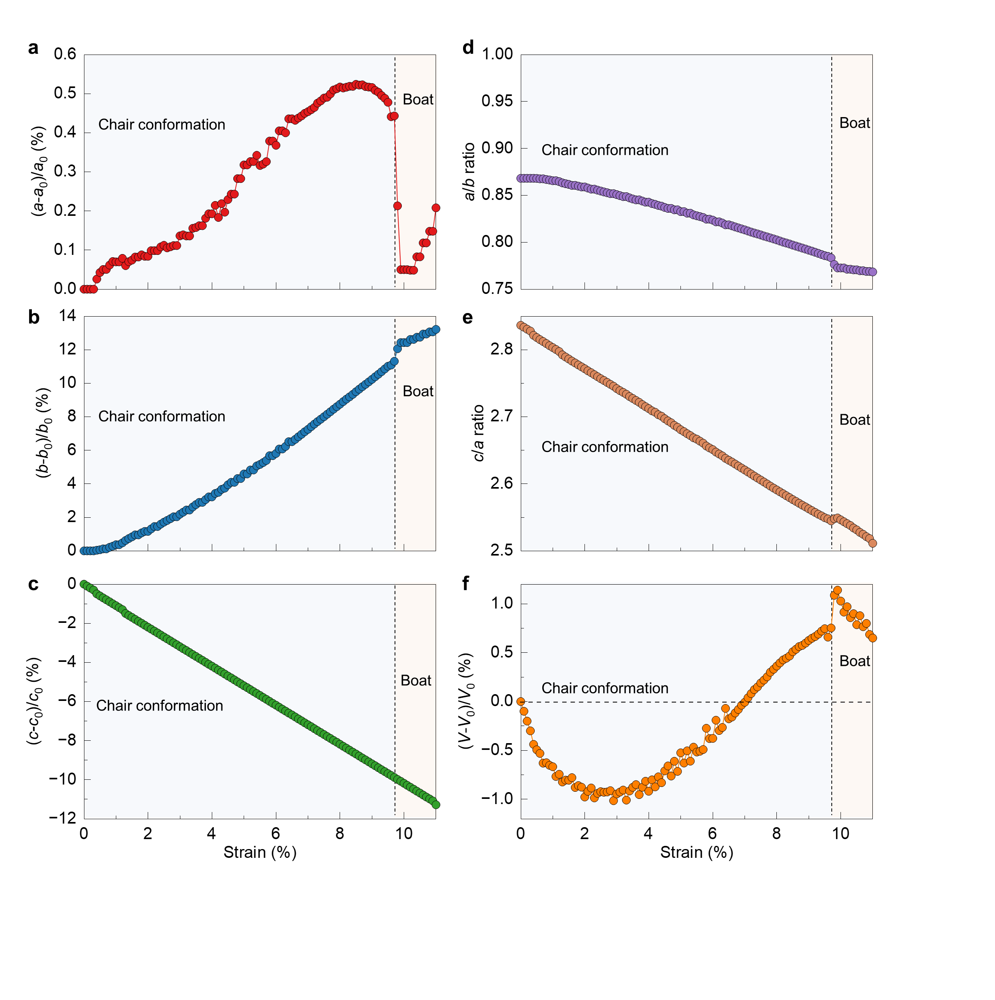 a
0.6
0.5
0.4
0.3
0.2
0.1
0.0
(a-a₀)/a₀ (%)
Chair conformation
Boat
d
1.00
0.95
0.90
0.85
0.80
0.75
a/b ratio
Chair conformation
Boat
b
14
12
10
8
6
4
2
0
(b-b₀)/b₀ (%)
Chair conformation
Boat
e
2.8
2.7
2.6
2.5
c/a ratio
Chair conformation
Boat
c
0
−2
−4
−6
−8
−10
−12
(c-c₀)/c₀ (%)
Chair conformation
Boat
0 2 4 6 8 10
Strain (%)
f
1.0
0.5
0.0
−0.5
−1.0
(V-V₀)/V₀ (%)
Chair conformation
Boat
0 2 4 6 8 10
Strain (%)